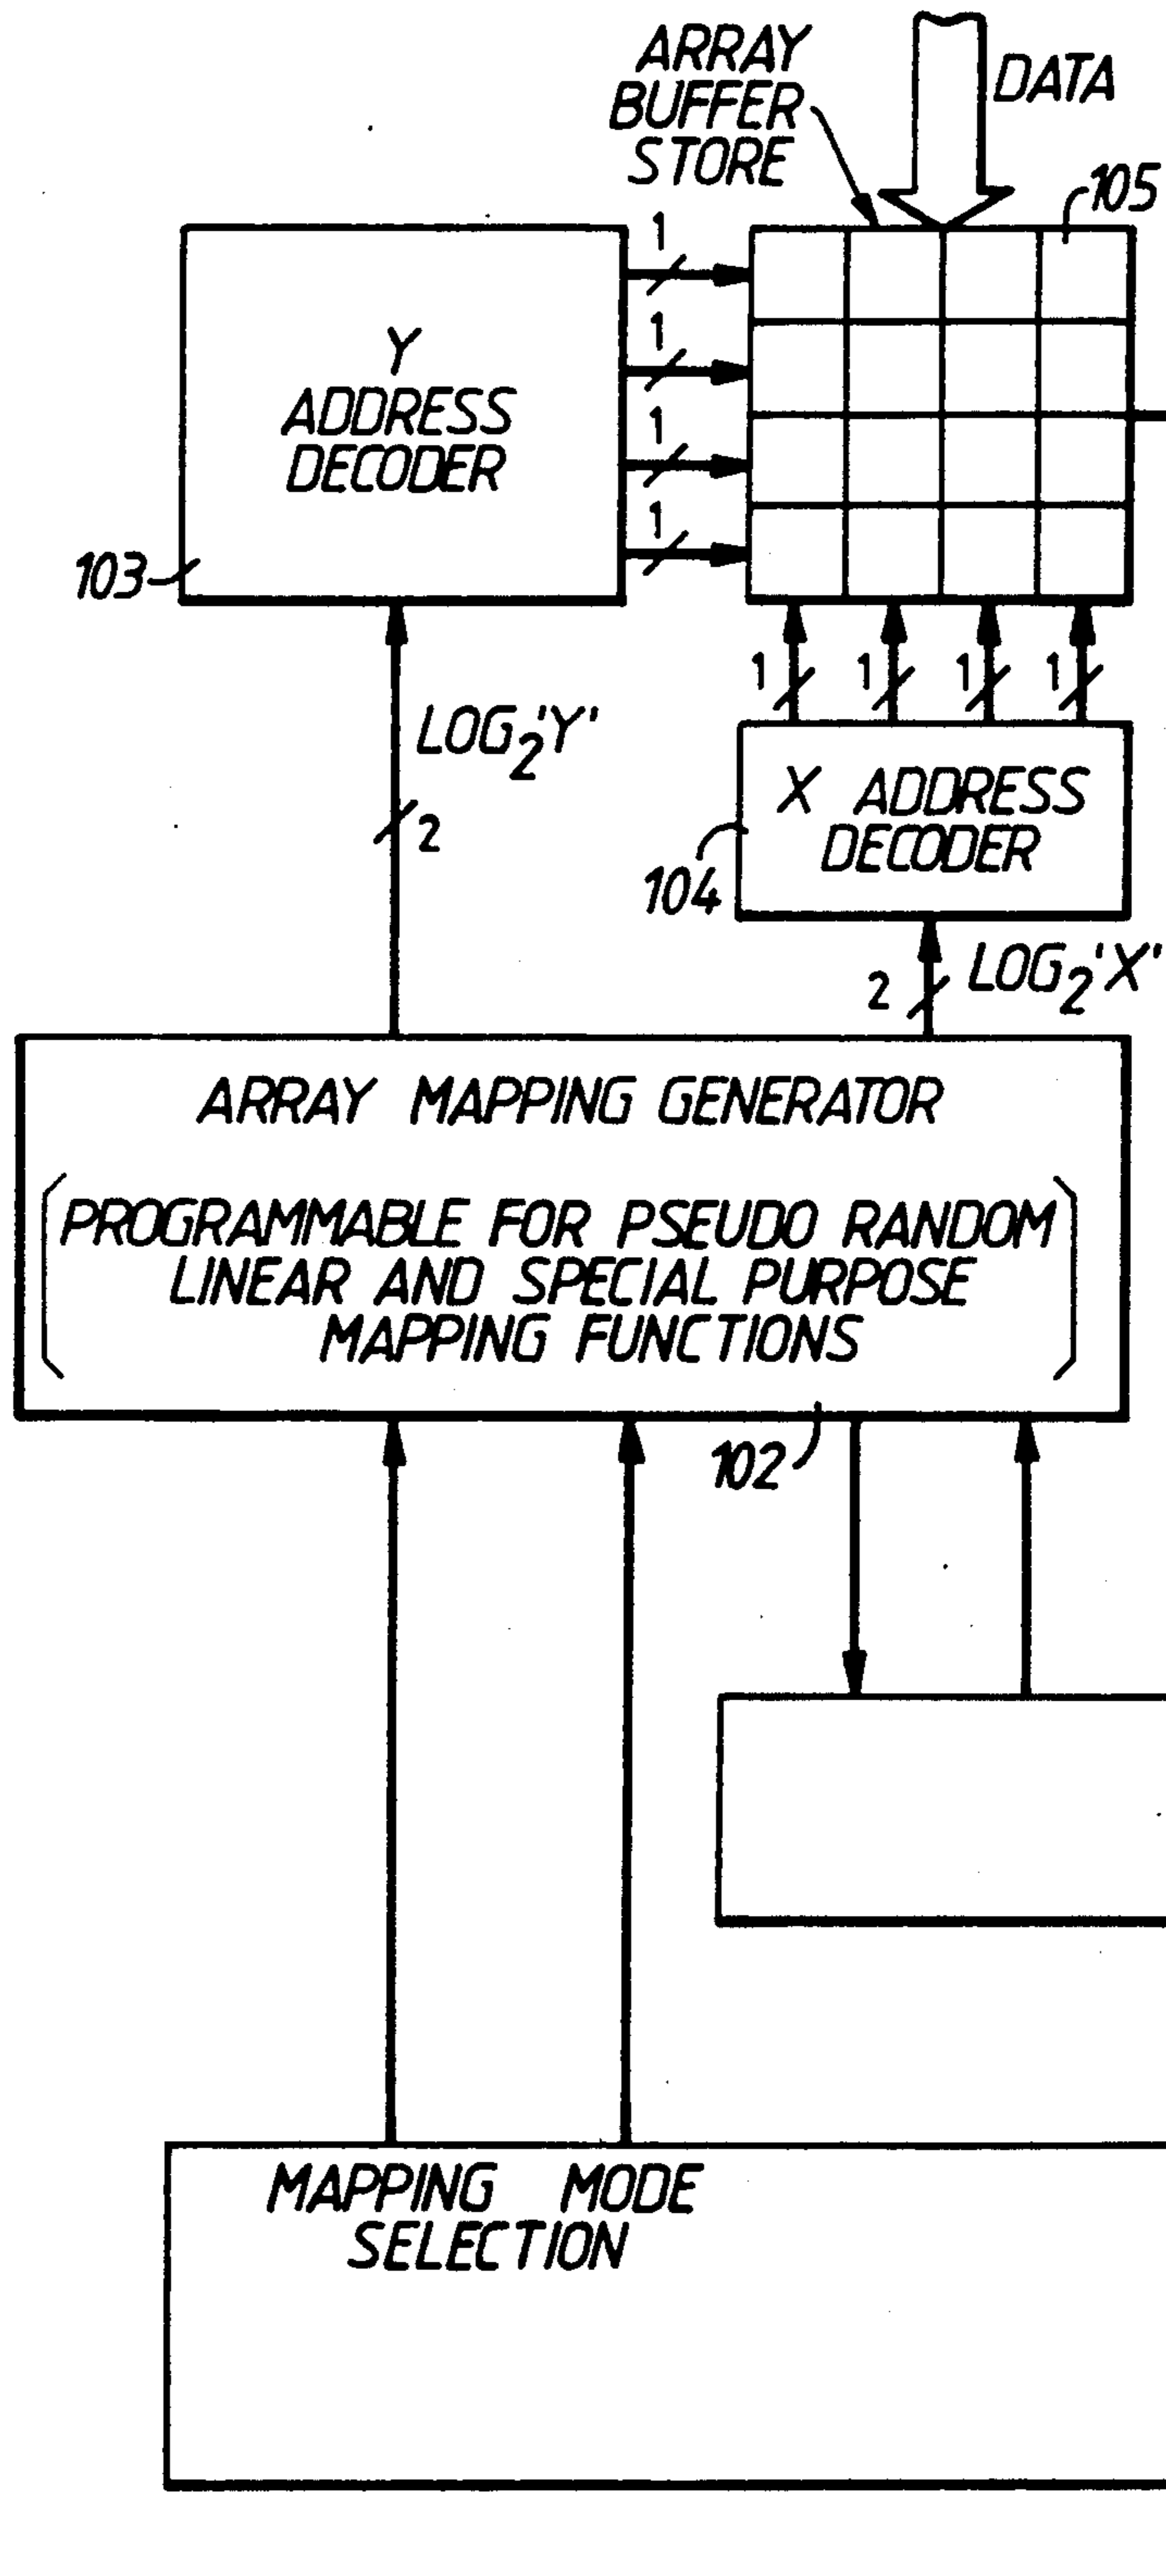 ARRAY
BUFFER
STORE
DATA
105
1
1
1
1
Y
ADDRESS
DECODER
103
1 1 1 1
LOG2'Y'
2
X ADDRESS
DECODER
104
2
LOG2'X'
ARRAY MAPPING GENERATOR
PROGRAMMABLE FOR PSEUDO RANDOM
LINEAR AND SPECIAL PURPOSE
MAPPING FUNCTIONS
102
MAPPING MODE
SELECTION